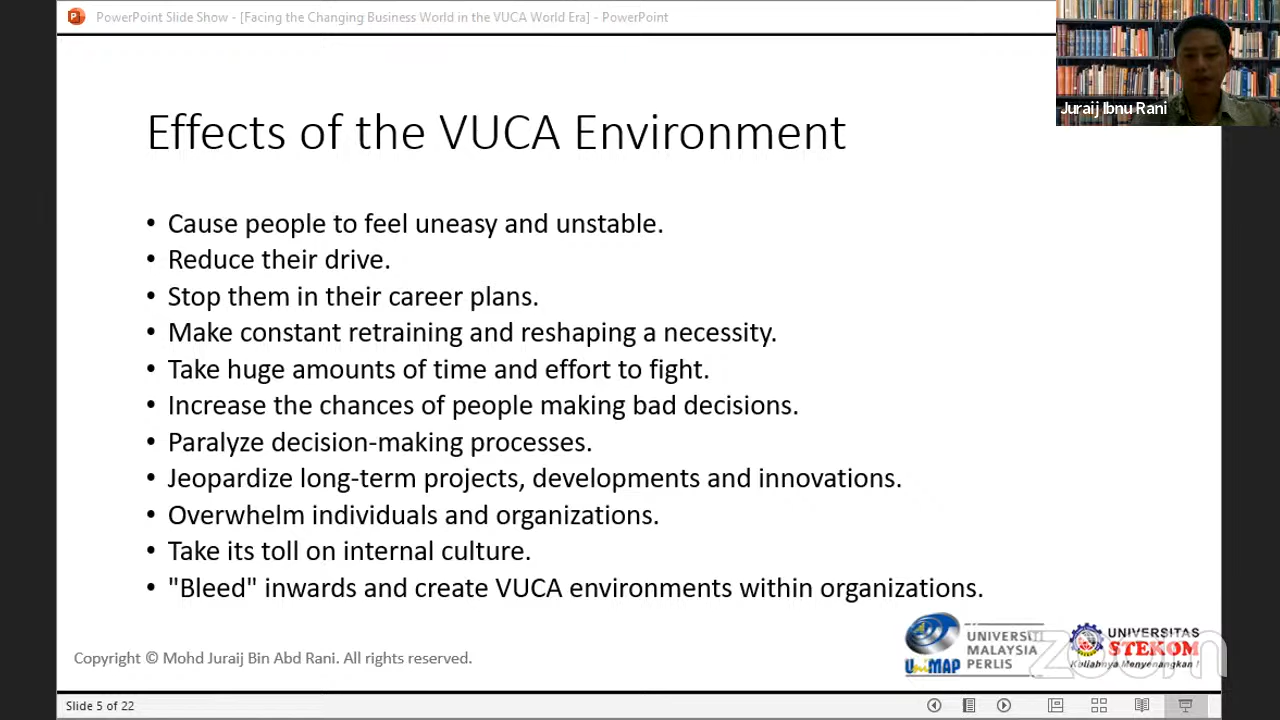 PowerPoint Slide Show - [Facing the Changing Business World in the VUCA World Era] - PowerPoint
Juraij Ibnu Rani
Effects of the VUCA Environment
• Cause people to feel uneasy and unstable.
• Reduce their drive.
• Stop them in their career plans.
• Make constant retraining and reshaping a necessity.
• Take huge amounts of time and effort to fight.
• Increase the chances of people making bad decisions.
• Paralyze decision-making processes.
• Jeopardize long-term projects, developments and innovations.
• Overwhelm individuals and organizations.
• Take its toll on internal culture.
• "Bleed" inwards and create VUCA environments within organizations.
UniMAP
UNIVERSITI
MALAYSIA
PERLIS
UNIVERSITAS
STEKOM
Kuliahnya Menyenangkan !
zoom
Copyright © Mohd Juraij Bin Abd Rani. All rights reserved.
Slide 5 of 22